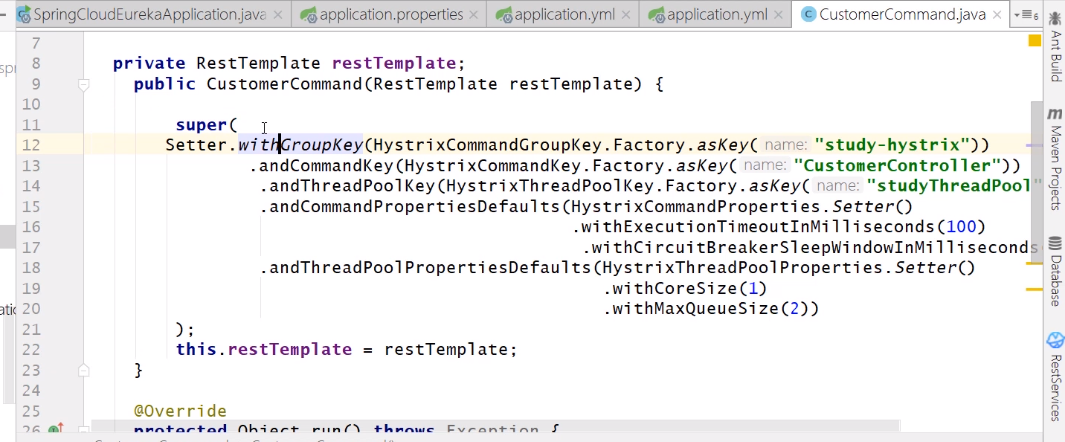 SpringCloudEurekaApplication.java × application.properties × application.yml × application.yml × CustomerCommand.java × 6
7
8 private RestTemplate restTemplate;
9 public CustomerCommand(RestTemplate restTemplate) {
10
11 super(
12 Setter.withGroupKey(HystrixCommandGroupKey.Factory.asKey( name: "study-hystrix"))
13 .andCommandKey(HystrixCommandKey.Factory.asKey( name: "CustomerController"))
14 .andThreadPoolKey(HystrixThreadPoolKey.Factory.asKey( name: "studyThreadPool"
15 .andCommandPropertiesDefaults(HystrixCommandProperties.Setter()
16 .withExecutionTimeoutInMilliseconds(100)
17 .withCircuitBreakerSleepWindowInMilliseconds
18 .andThreadPoolPropertiesDefaults(HystrixThreadPoolProperties.Setter()
19 .withCoreSize(1)
20 .withMaxQueueSize(2))
21 );
22 this.restTemplate = restTemplate;
23 }
24
25 @Override
26 protected Object run() throws Exception {
Ant Build
Maven Projects
Database
RestServices